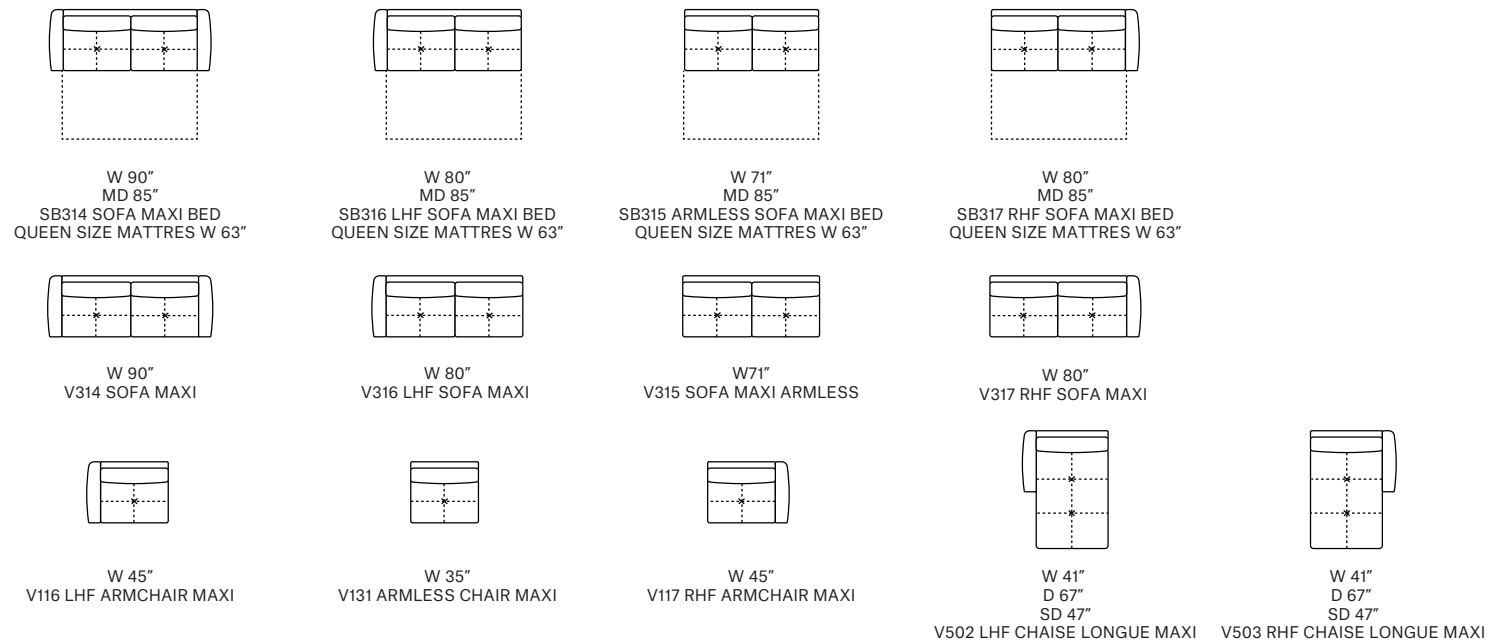 W 90″
MD 85″
SB314 SOFA MAXI BED
QUEEN SIZE MATTRES W 63″
W 80″
MD 85″
SB316 LHF SOFA MAXI BED
QUEEN SIZE MATTRES W 63″
W 71″
MD 85″
SB315 ARMLESS SOFA MAXI BED
QUEEN SIZE MATTRES W 63″
W 80″
MD 85″
SB317 RHF SOFA MAXI BED
QUEEN SIZE MATTRES W 63″
W 90″
V314 SOFA MAXI
W 80″
V316 LHF SOFA MAXI
W71″
V315 SOFA MAXI ARMLESS
W 80″
V317 RHF SOFA MAXI
W 45″
V116 LHF ARMCHAIR MAXI
W 35″
V131 ARMLESS CHAIR MAXI
W 45″
V117 RHF ARMCHAIR MAXI
W 41″
D 67″
SD 47″
V502 LHF CHAISE LONGUE MAXI
W 41″
D 67″
SD 47″
V503 RHF CHAISE LONGUE MAXI